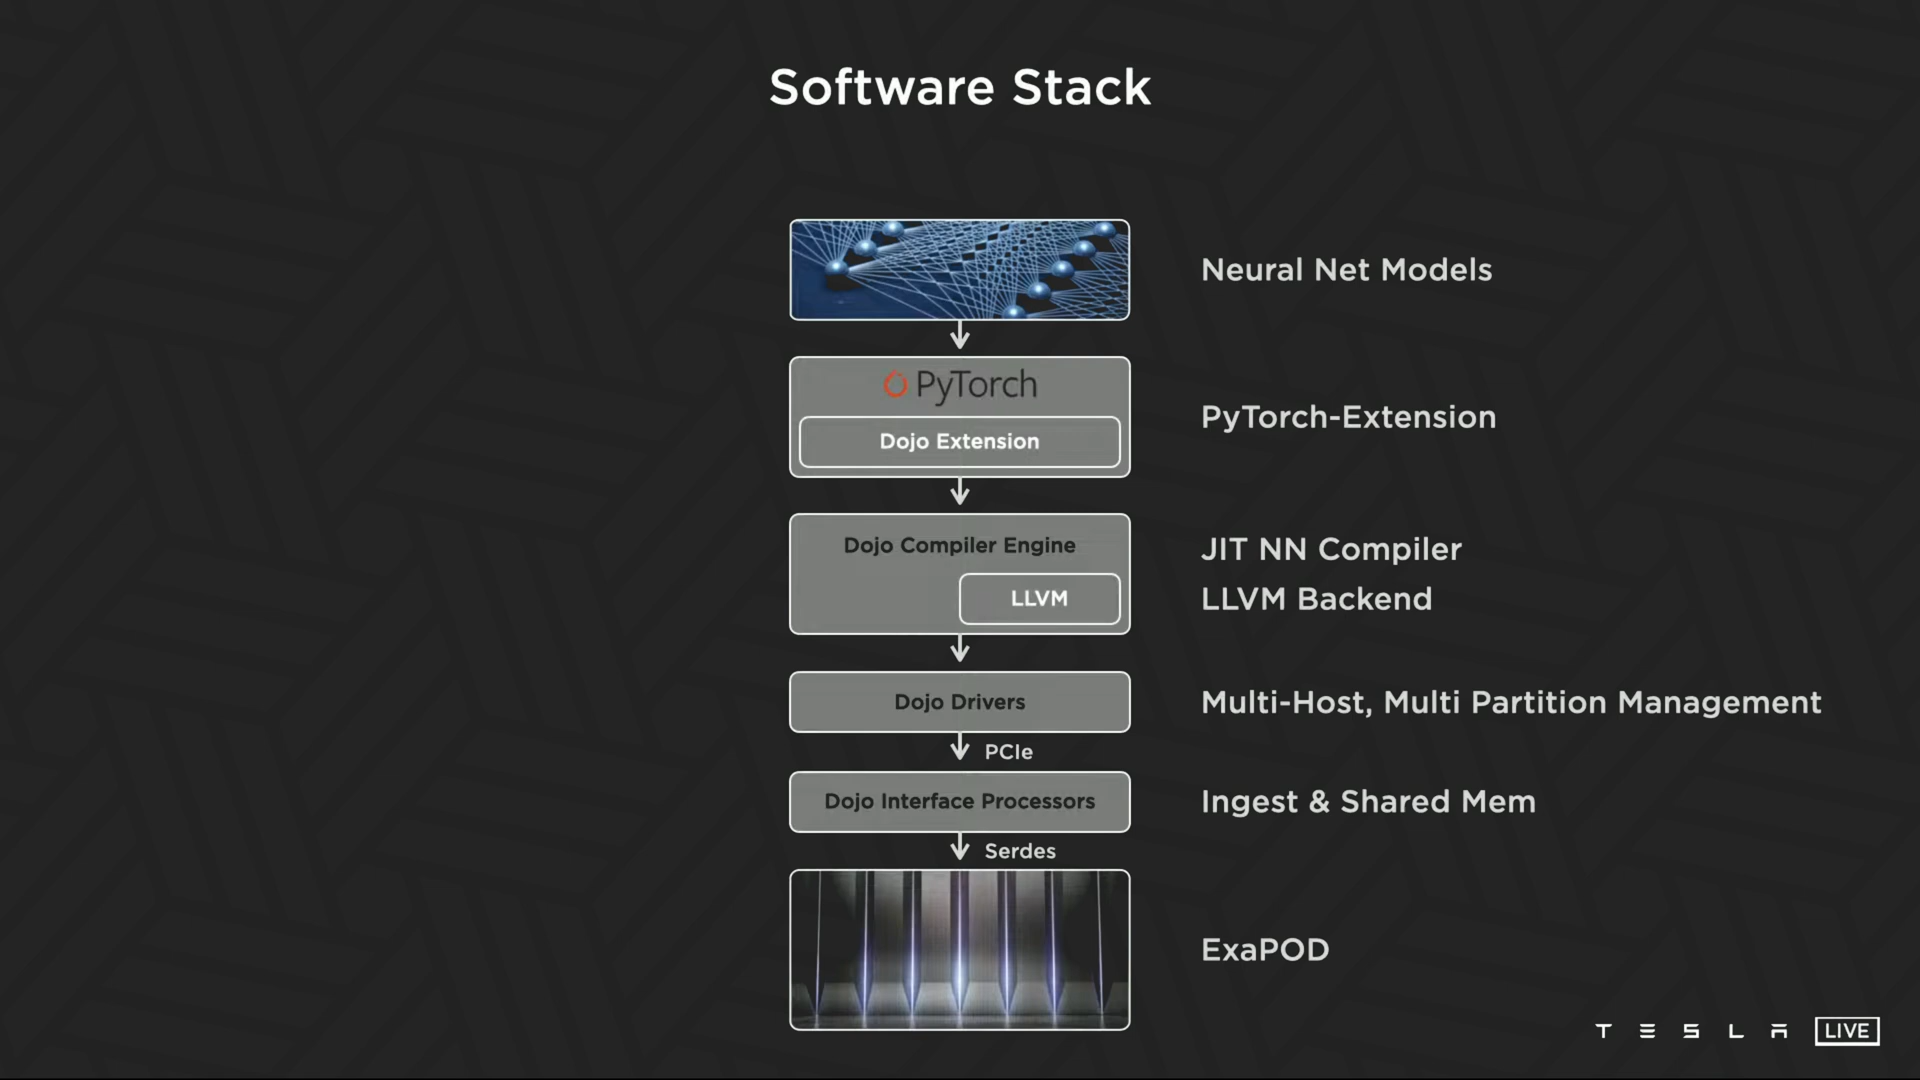 Software Stack
Neural Net Models
PyTorch
Dojo Extension
PyTorch-Extension
Dojo Compiler Engine
LLVM
JIT NN Compiler
LLVM Backend
Dojo Drivers
Multi-Host, Multi Partition Management
PCIe
Dojo Interface Processors
Ingest & Shared Mem
Serdes
ExaPOD
TESLA LIVE